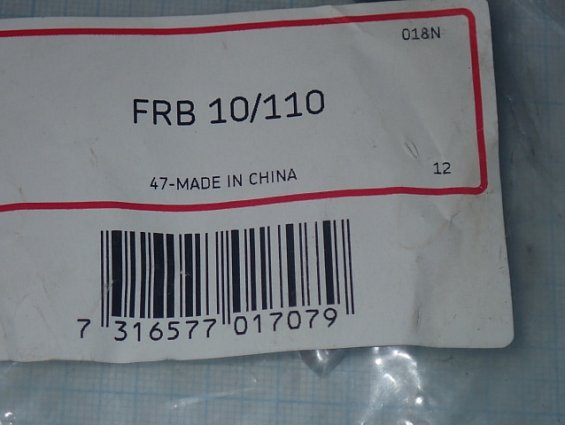 018N
FRB 10/110
47-MADE IN CHINA
12
7 316577 017079